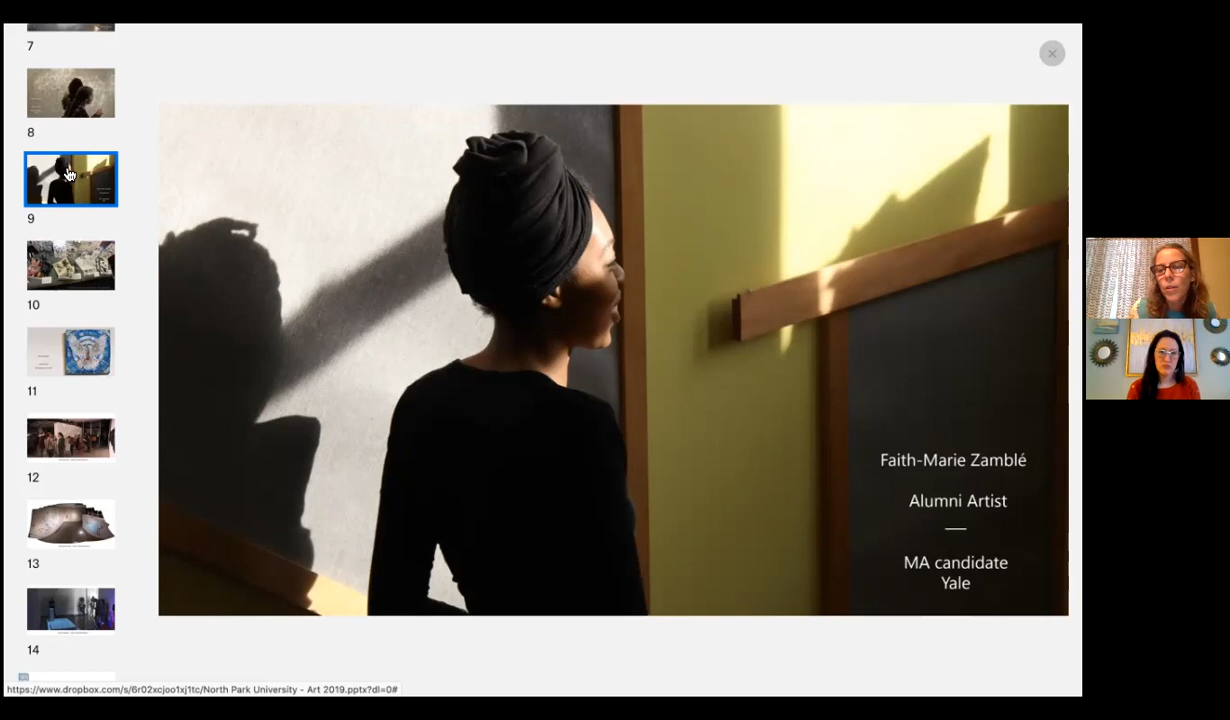 7
8
9
10
11
12
13
14
Faith-Marie Zamblé
Alumni Artist
MA candidate
Yale
https://www.dropbox.com/s/6r02xcjoo1xj1tc/North Park University - Art 2019.pptx?dl=0#